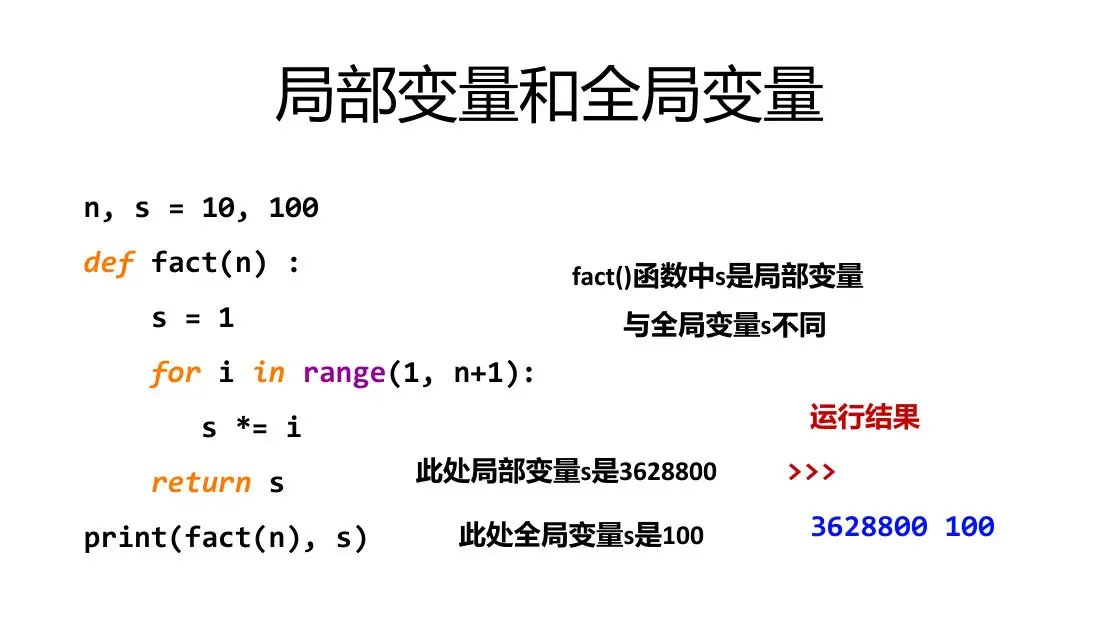 局部变量和全局变量
n, s = 10, 100
def fact(n) :
fact()函数中s是局部变量
s = 1
与全局变量s不同
for i in range(1, n+1):
运行结果
s *= i
此处局部变量s是3628800
>>>
return s
3628800 100
print(fact(n), s)
此处全局变量s是100